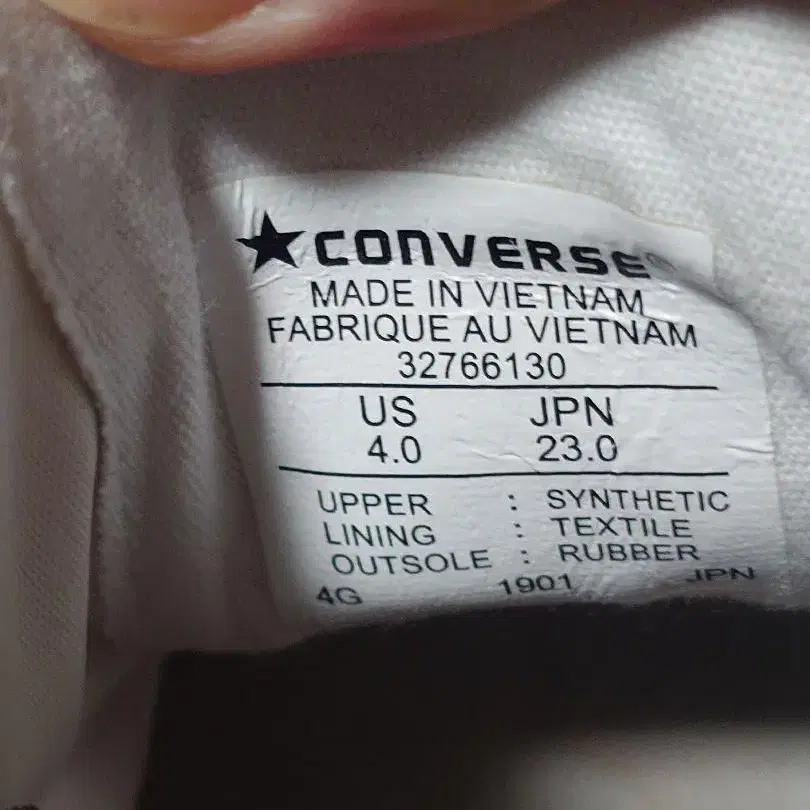 ★CONVERSE®
MADE IN VIETNAM
FABRIQUE AU VIETNAM
32766130
US JPN
4.0 23.0
UPPER : SYNTHETIC
LINING : TEXTILE
OUTSOLE : RUBBER
4G 1901 JPN